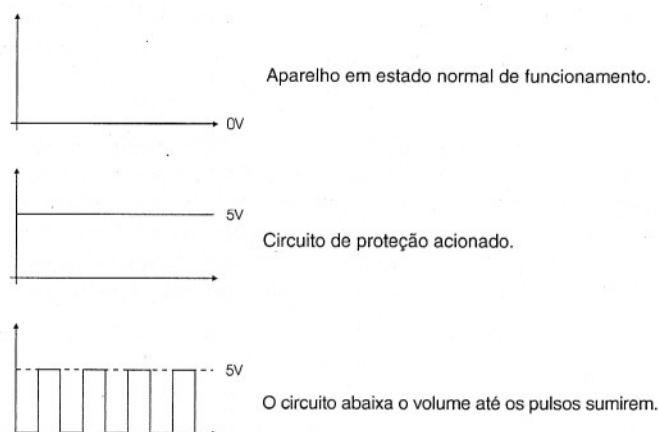 Aparelho em estado normal de funcionamento.
0V
5V
Circuito de proteção acionado.
5V
O circuito abaixa o volume até os pulsos sumirem.